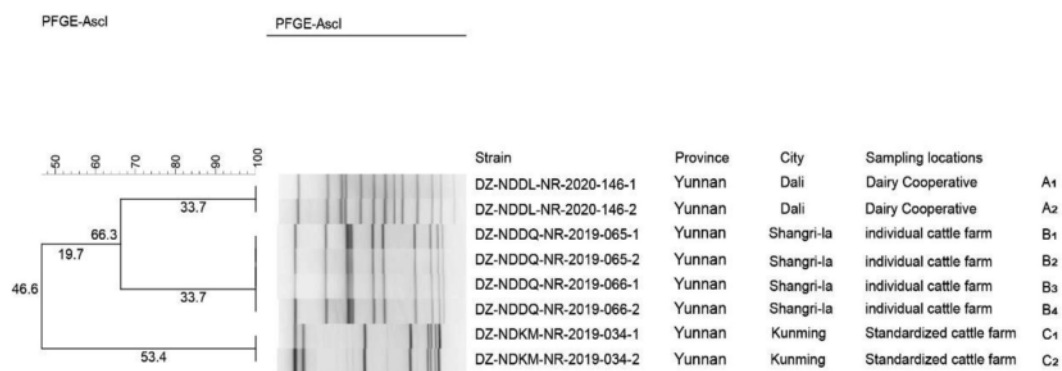 PFGE-AscI PFGE-AscI
50 60 70 80 90 100
Strain Province City Sampling locations
DZ-NDDL-NR-2020-146-1 Yunnan Dali Dairy Cooperative A1
33.7
DZ-NDDL-NR-2020-146-2 Yunnan Dali Dairy Cooperative A2
66.3
DZ-NDDQ-NR-2019-065-1 Yunnan Shangri-la individual cattle farm B1
19.7
DZ-NDDQ-NR-2019-065-2 Yunnan Shangri-la individual cattle farm B2
46.6
DZ-NDDQ-NR-2019-066-1 Yunnan Shangri-la individual cattle farm B3
33.7
DZ-NDDQ-NR-2019-066-2 Yunnan Shangri-la individual cattle farm B4
DZ-NDKM-NR-2019-034-1 Yunnan Kunming Standardized cattle farm C1
53.4
DZ-NDKM-NR-2019-034-2 Yunnan Kunming Standardized cattle farm C2